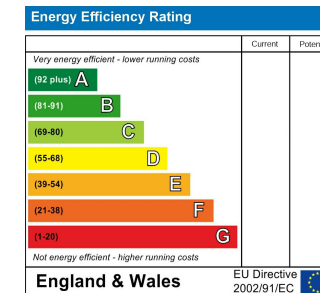 Energy Efficiency Rating
Current Poten
Very energy efficient - lower running costs
(92 plus) A
(81-91) B
(69-80) C
(55-68) D
(39-54) E
(21-38) F
(1-20) G
Not energy efficient - higher running costs
England & Wales
EU Directive
2002/91/EC